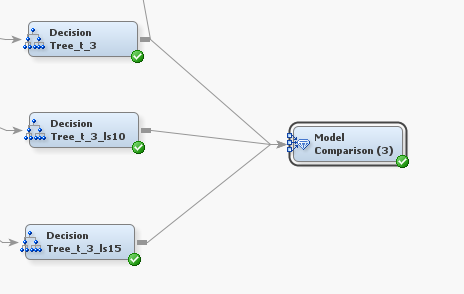 Decision
Tree_t_3
Decision
Tree_t_3_ls10
Model
Comparison (3)
Decision
Tree_t_3_ls15